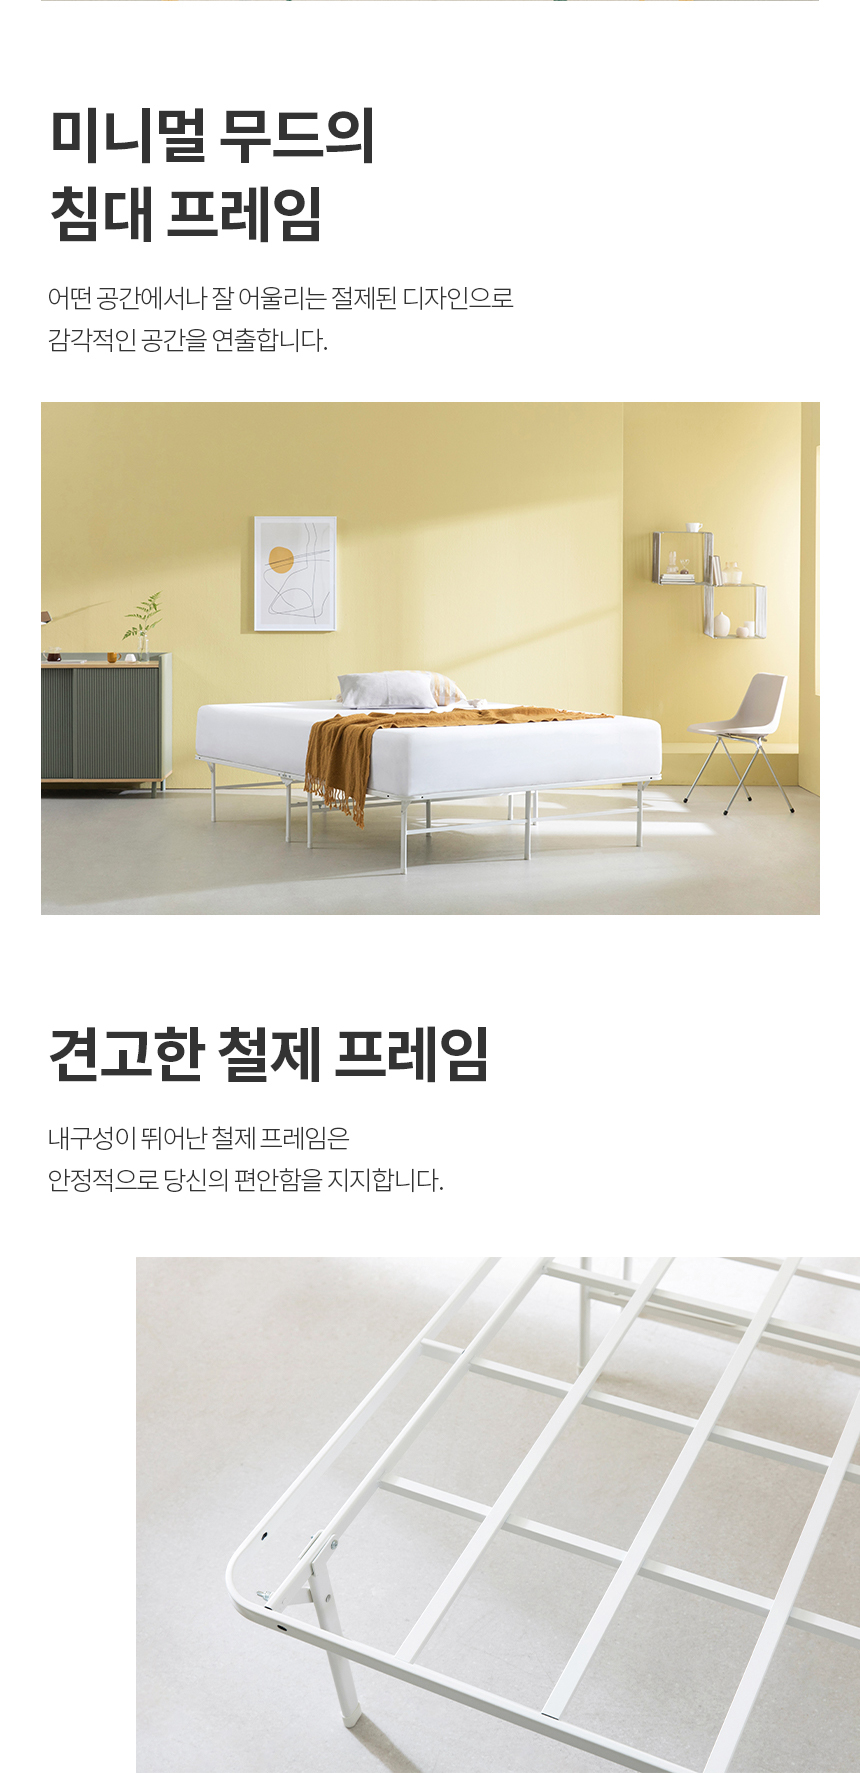 미니멀 무드의
침대 프레임
어떤 공간에서나 잘 어울리는 절제된 디자인으로
감각적인 공간을 연출합니다.
견고한 철제 프레임
내구성이 뛰어난 철제 프레임은
안정적으로 당신의 편안함을 지지합니다.